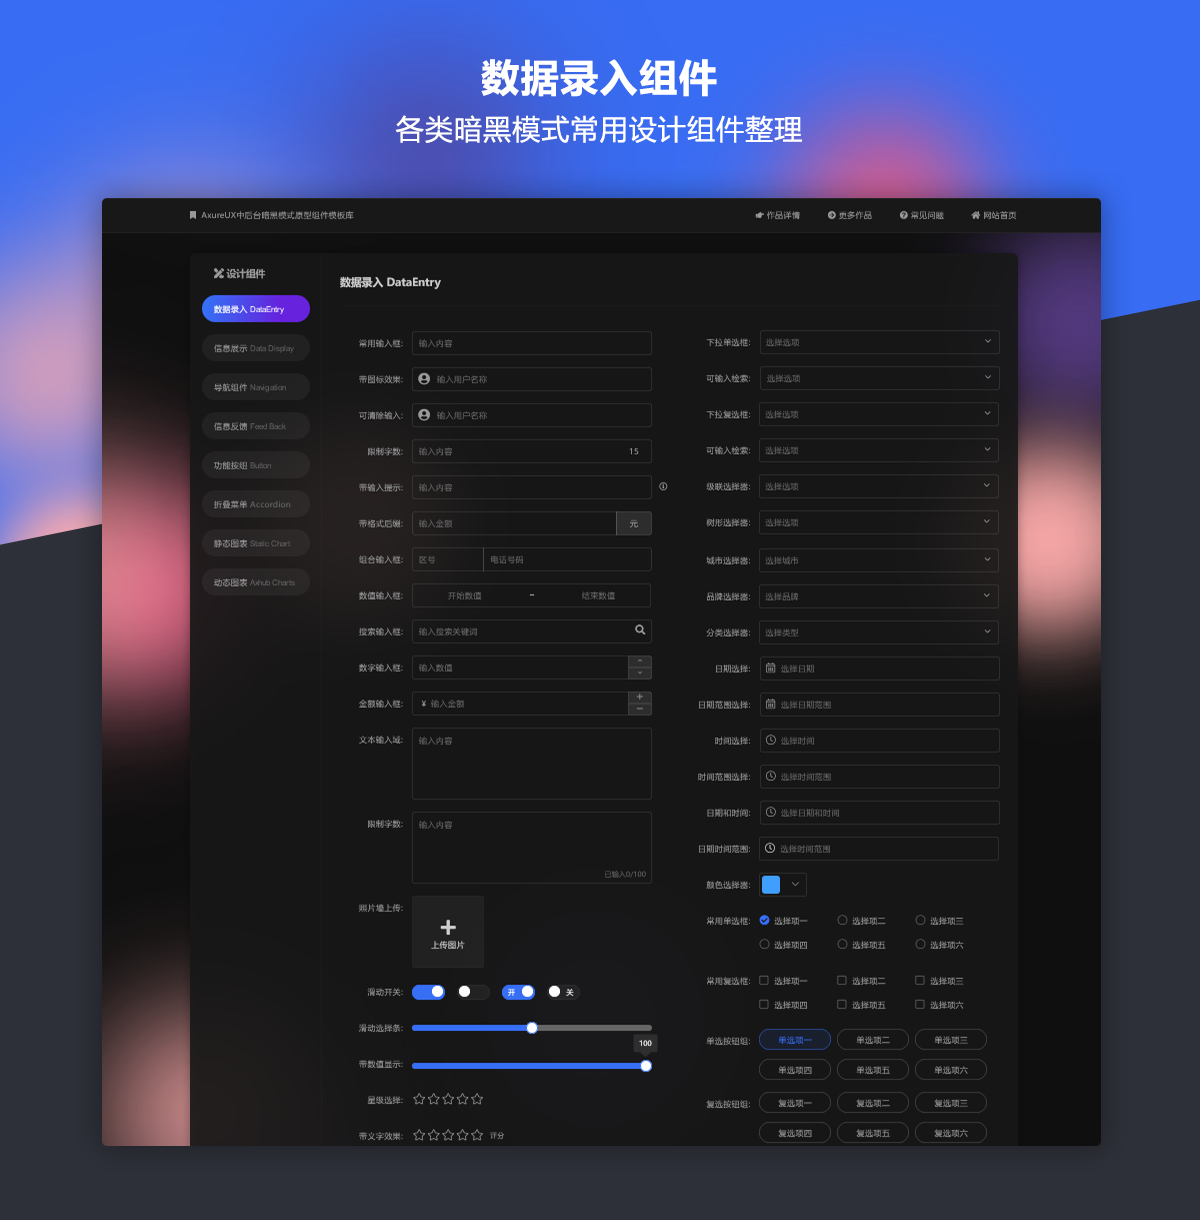 数据录入组件
各类暗黑模式常用设计组件整理
AxureUX中后台暗黑模式原型组件模板库
作品详情
更多作品
常见问题
网站首页
设计组件
数据录入 DataEntry
信息展示 Data Display
导航组件 Navigation
信息反馈 Feed Back
功能按钮 Button
折叠菜单 Accordion
静态图表 Static Chart
动态图表 Axhub Charts
数据录入 DataEntry
常用输入框: 输入内容
带图标效果: 输入用户名称
可清除输入: 输入用户名称
限制字数: 输入内容 15
带输入提示: 输入内容
带格式后缀: 输入金额 元
组合输入框: 区号 电话号码
数值输入框: 开始数值 - 结束数值
搜索输入框: 输入搜索关键词
数字输入框: 输入数值
金额输入框: ¥ 输入金额
文本输入域: 输入内容
限制字数: 输入内容
已输入0/100
照片墙上传:
上传图片
滑动开关: 开 关
滑动选择条:
100
带数值显示:
星级选择:
带文字效果: 评分
下拉单选框: 选择选项
可输入检索: 选择选项
下拉复选框: 选择选项
可输入检索: 选择选项
级联选择器: 选择选项
树形选择器: 选择选项
城市选择器: 选择城市
品牌选择器: 选择品牌
分类选择器: 选择类型
日期选择: 选择日期
日期范围选择: 选择日期范围
时间选择: 选择时间
时间范围选择: 选择时间范围
日期和时间: 选择日期和时间
日期时间范围: 选择时间范围
颜色选择器:
常用单选框: 选择项一 选择项二 选择项三
选择项四 选择项五 选择项六
常用复选框: 选择项一 选择项二 选择项三
选择项四 选择项五 选择项六
单选按钮组: 单选项一 单选项二 单选项三
单选项四 单选项五 单选项六
复选按钮组: 复选项一 复选项二 复选项三
复选项四 复选项五 复选项六